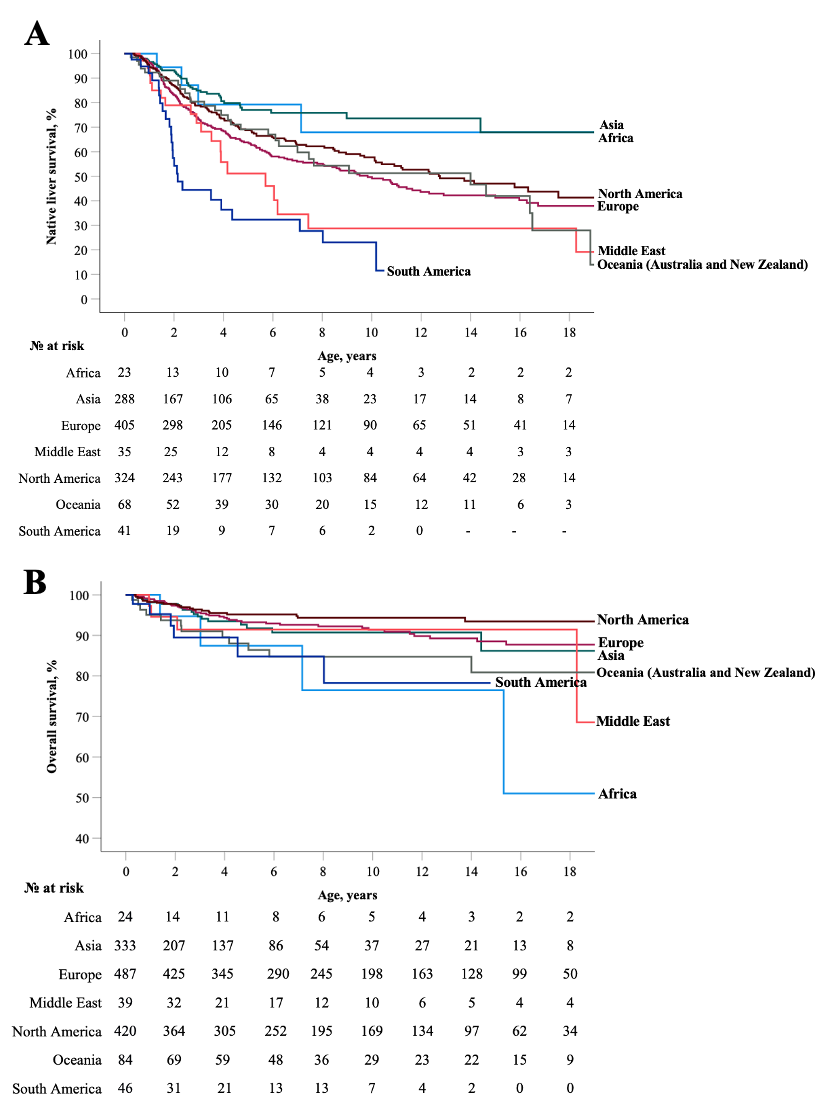 A
100
90
80
70
60
50
40
30
20
10
0
Native liver survival, %
Asia
Africa
North America
Europe
Middle East
Oceania (Australia and New Zealand)
South America
0 2 4 6 8 10 12 14 16 18
№ at risk
Age, years
Africa 23 13 10 7 5 4 3 2 2 2
Asia 288 167 106 65 38 23 17 14 8 7
Europe 405 298 205 146 121 90 65 51 41 14
Middle East 35 25 12 8 4 4 4 4 3 3
North America 324 243 177 132 103 84 64 42 28 14
Oceania 68 52 39 30 20 15 12 11 6 3
South America 41 19 9 7 6 2 0 - - -
B
100
90
80
70
60
50
40
Overall survival, %
North America
Europe
Asia
Oceania (Australia and New Zealand)
South America
Middle East
Africa
0 2 4 6 8 10 12 14 16 18
№ at risk
Age, years
Africa 24 14 11 8 6 5 4 3 2 2
Asia 333 207 137 86 54 37 27 21 13 8
Europe 487 425 345 290 245 198 163 128 99 50
Middle East 39 32 21 17 12 10 6 5 4 4
North America 420 364 305 252 195 169 134 97 62 34
Oceania 84 69 59 48 36 29 23 22 15 9
South America 46 31 21 13 13 7 4 2 0 0